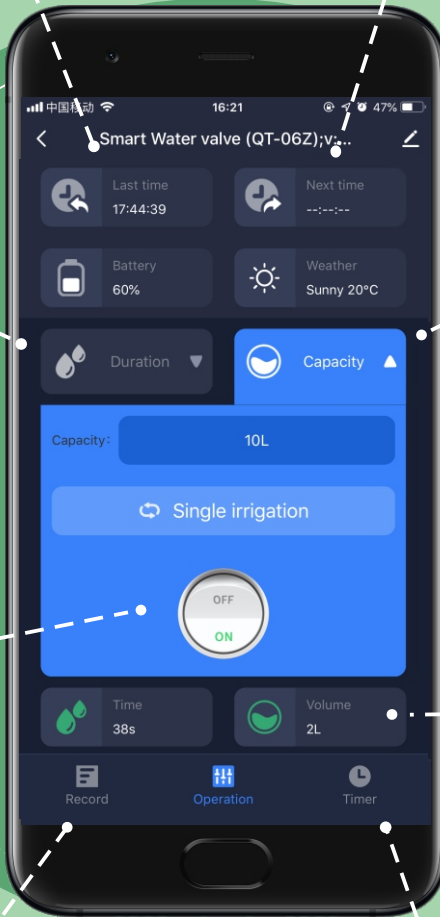 中国移动 16:21 47%
Smart Water valve (QT-06Z);v:...
Last time
17:44:39
Next time
--:--:--
Battery
60%
Weather
Sunny 20°C
Duration
Capacity
Capacity:
10L
Single irrigation
OFF
ON
Time
38s
Volume
2L
Record
Operation
Timer